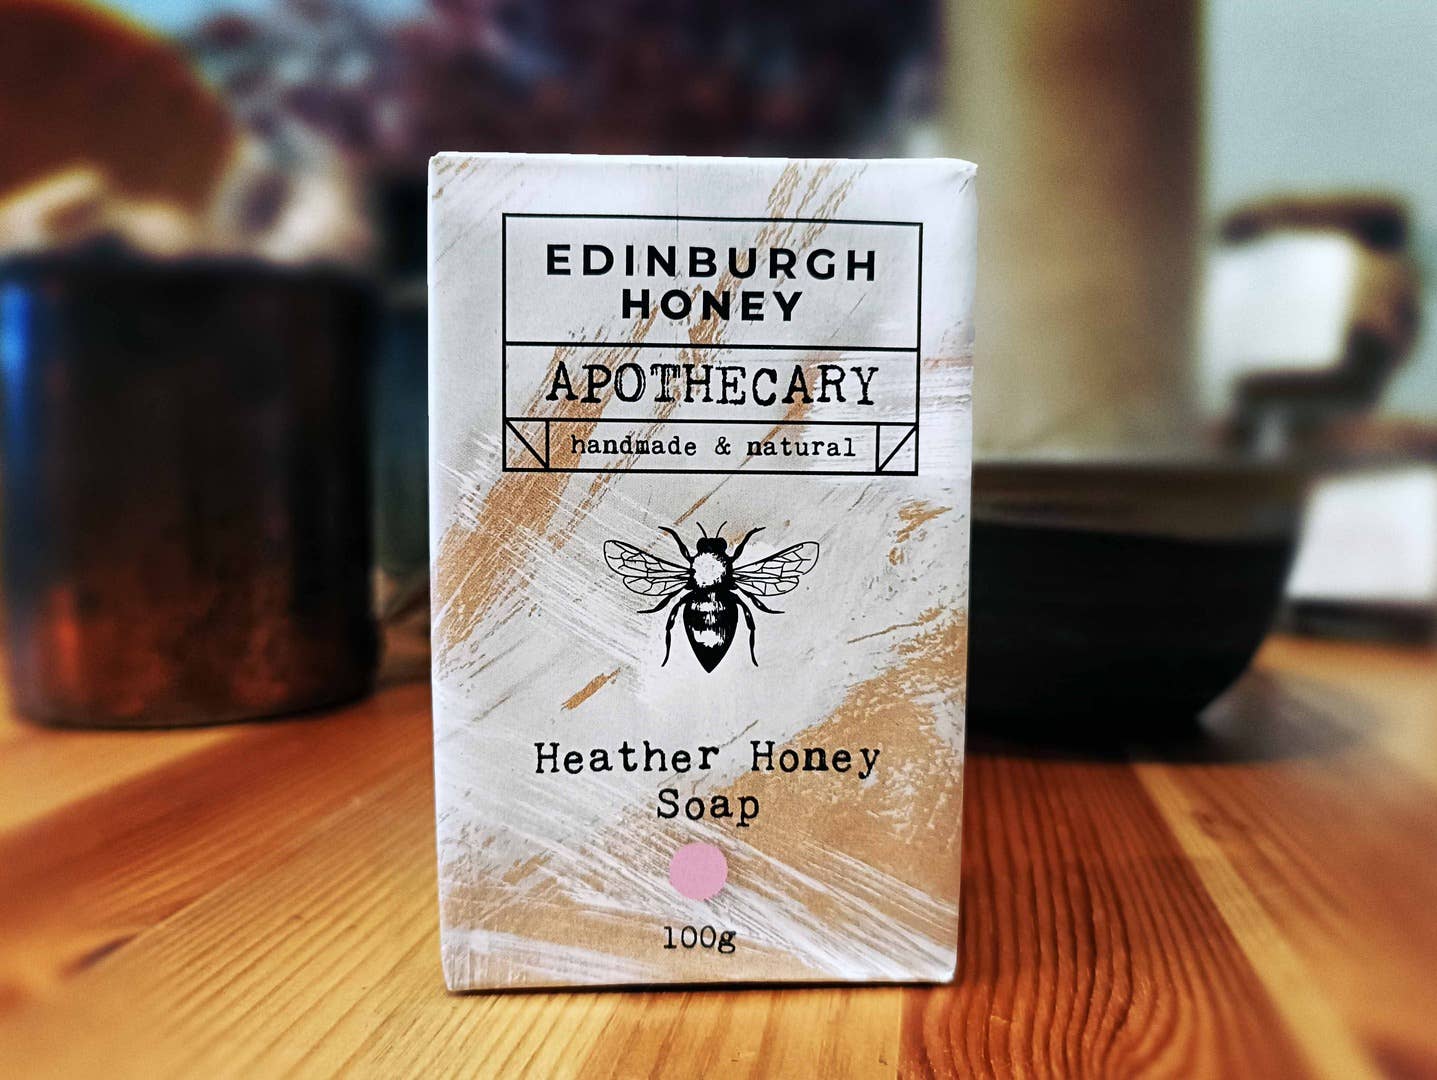 EDINBURGH
HONEY
APOTHECARY
handmade & natural
Heather Honey
Soap
100g